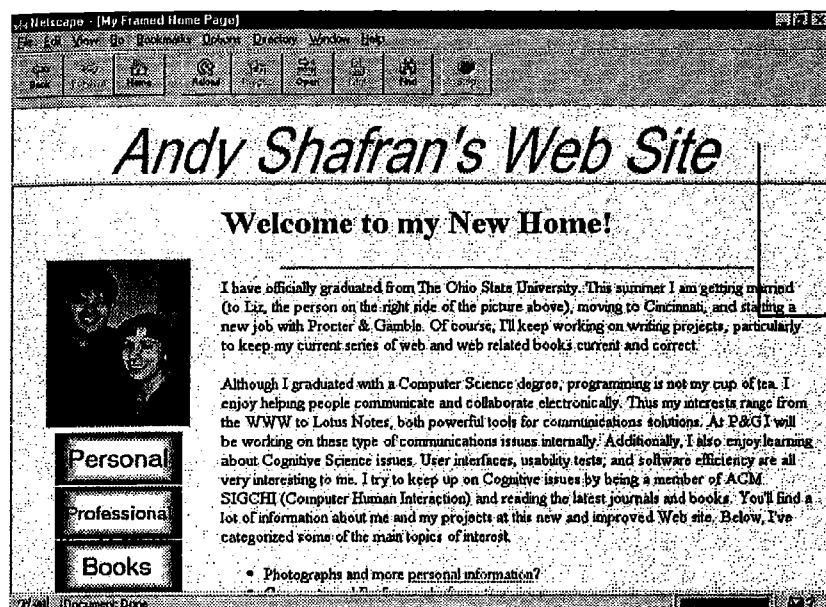 Netscape - [My Framed Home Page]
File Edit View Go Bookmarks Options Directory Window Help
Back Home Reload Open Find
Andy Shafran's Web Site
Welcome to my New Home!
I have officially graduated from The Ohio State University. This summer I am getting married
(to Liz, the person on the right side of the picture above), moving to Cincinnati, and starting a
new job with Procter & Gamble. Of course, I'll keep working on writing projects, particularly
to keep my current series of web and web related books current and correct.
Although I graduated with a Computer Science degree, programming is not my cup of tea. I
enjoy helping people communicate and collaborate electronically. Thus my interests range from
the WWW to Lotus Notes, both powerful tools for communications solutions. At P&G I will
be working on these type of communications issues internally. Additionally, I also enjoy learning
about Cognitive Science issues. User interfaces, usability tests, and software efficiency are all
very interesting to me. I try to keep up on Cognitive issues by being a member of ACM
SIGCHI (Computer Human Interaction) and reading the latest journals and books. You'll find a
lot of information about me and my projects at this new and improved Web site. Below, I've
categorized some of the main topics of interest.
• Photographs and more personal information?
Personal
Professional
Books
Document Done